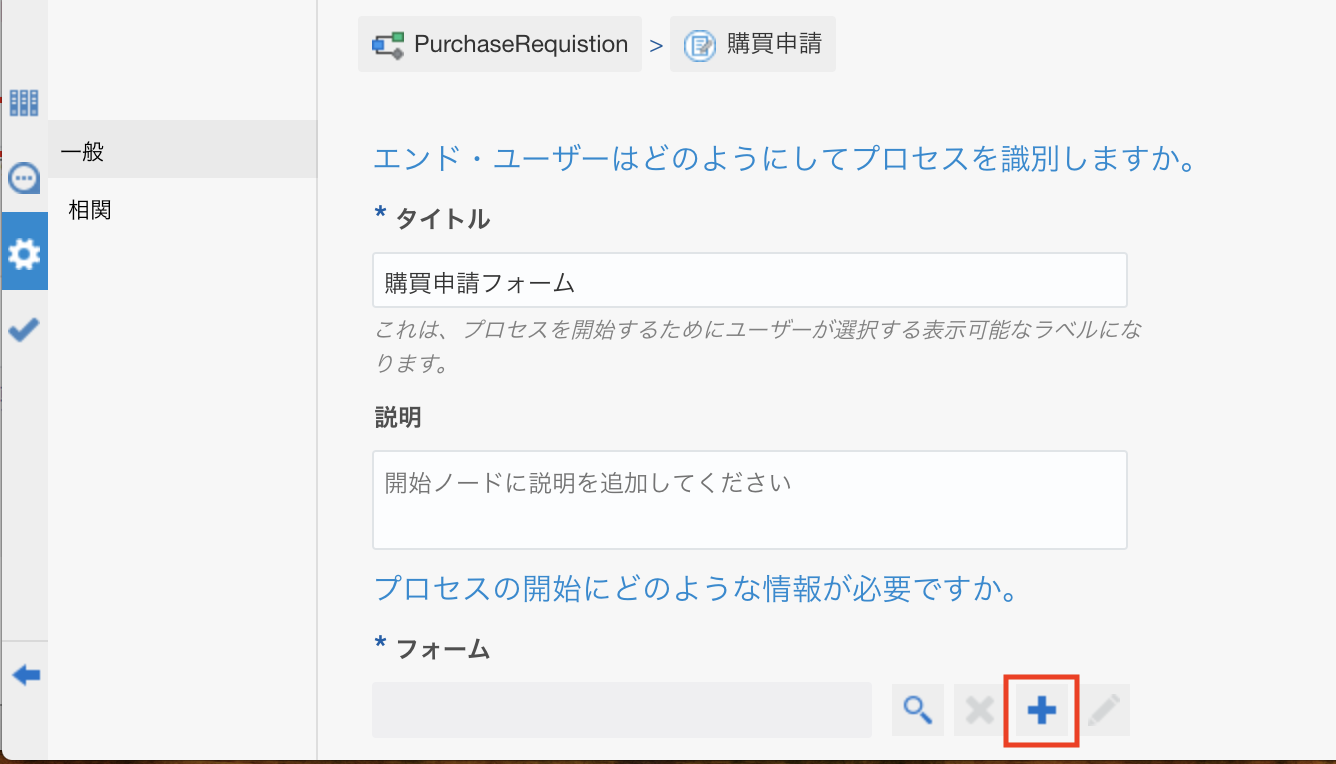 PurchaseRequistion > 購買申請
一般
相関
エンド・ユーザーはどのようにしてプロセスを識別しますか。
* タイトル
購買申請フォーム
これは、プロセスを開始するためにユーザーが選択する表示可能なラベルにな
ります。
説明
開始ノードに説明を追加してください
プロセスの開始にどのような情報が必要ですか。
* フォーム